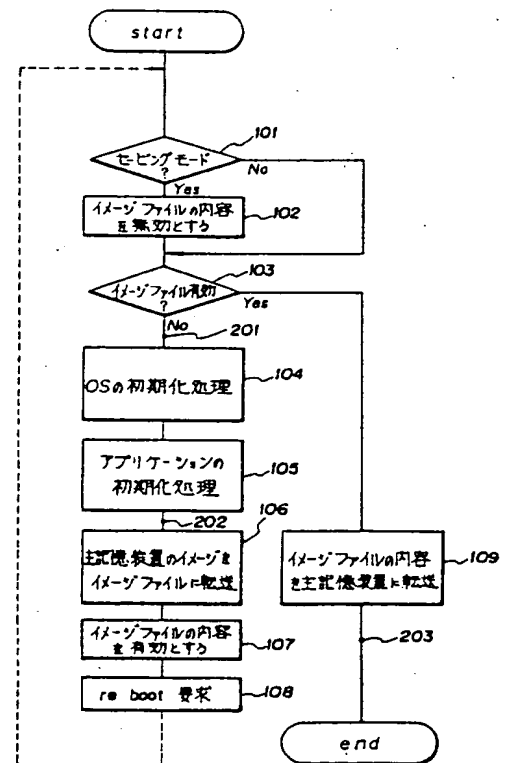 start
101
セービングモード
?
No
Yes
イメージファイルの内容
を無効とする
102
103
イメージファイル有効
?
Yes
No
201
OSの初期化処理
104
アプリケーションの
初期化処理
105
202
106
主記憶装置のイメージを
イメージファイルに転送
イメージファイルの内容
を主記憶装置に転送
109
イメージファイルの内容
を有効とする
107
203
re boot 要求
108
end